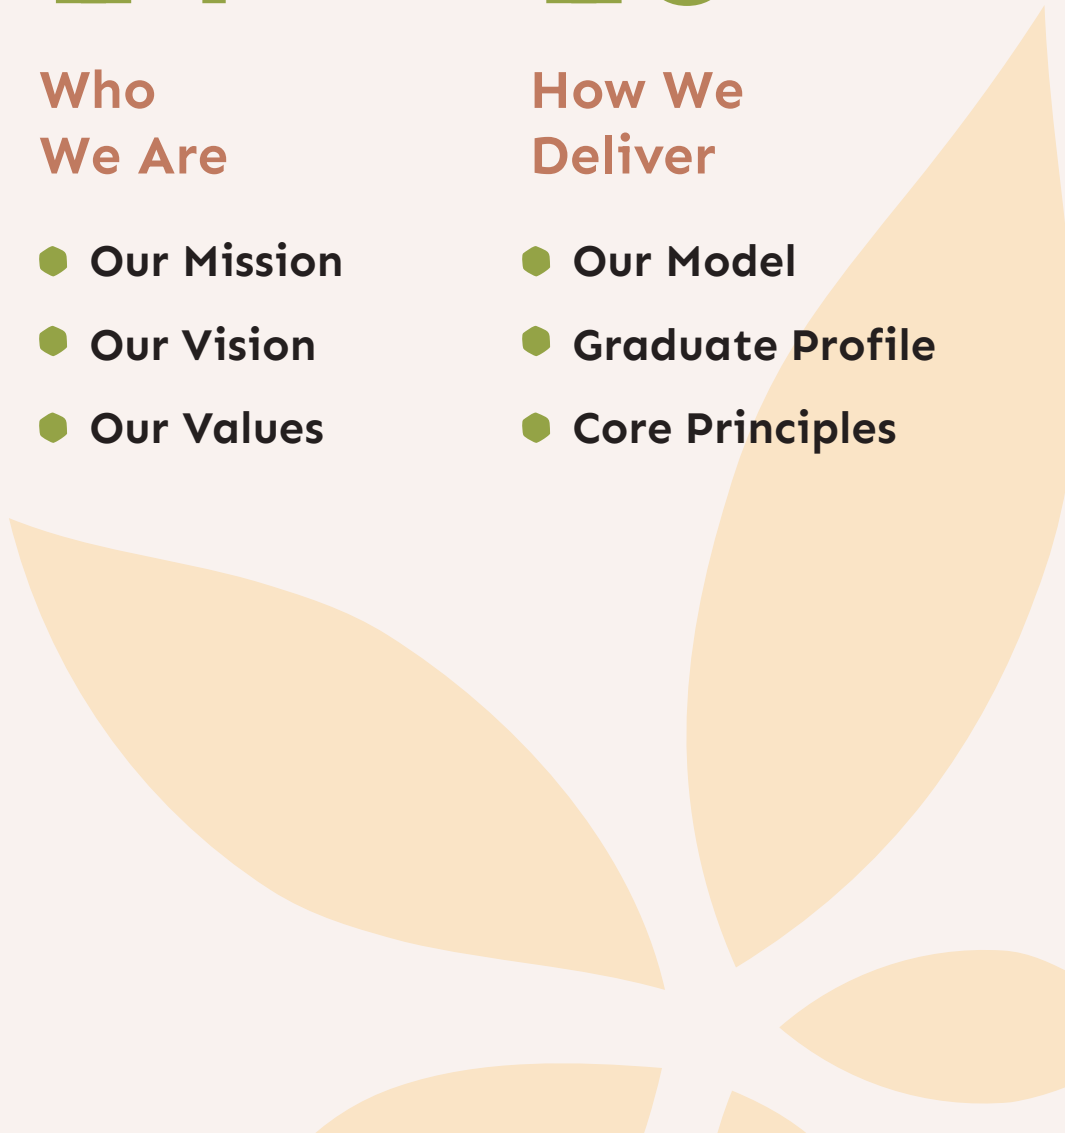 Who
We Are
Our Mission
Our Vision
Our Values
How We
Deliver
Our Model
Graduate Profile
Core Principles